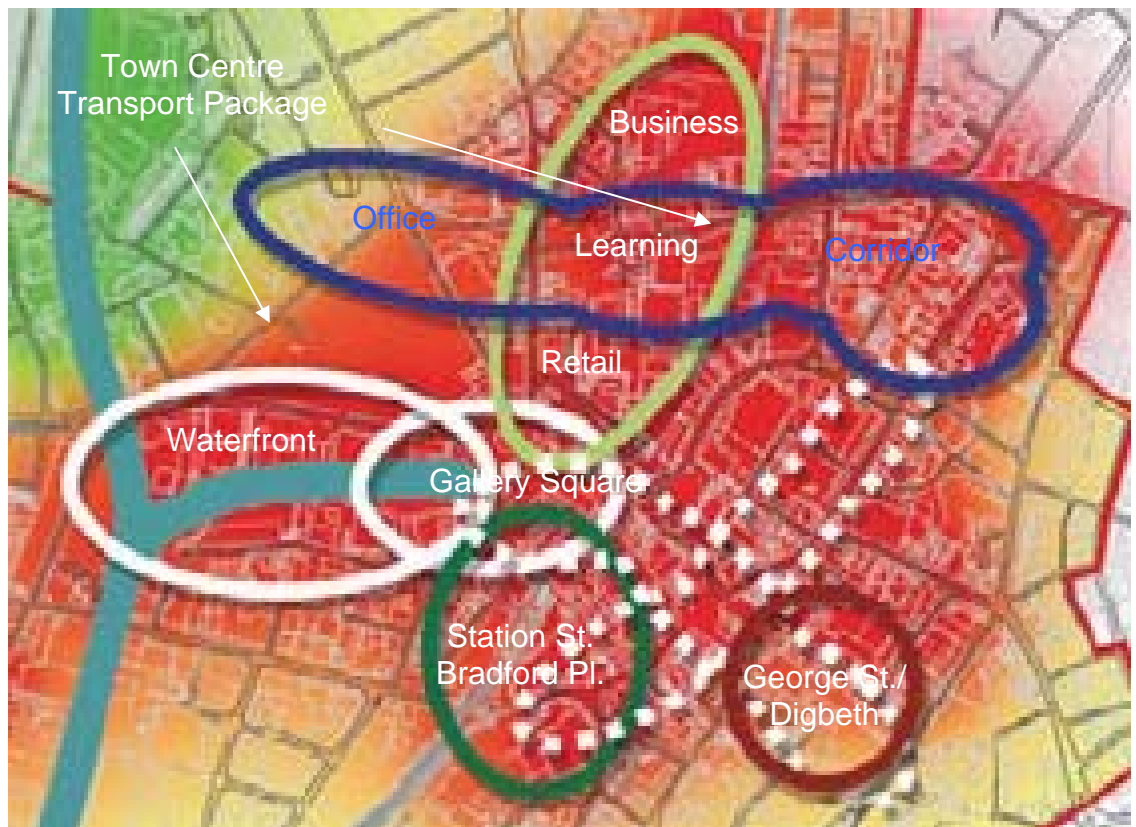 Town Centre
Transport Package
Business
Office
Learning
Corridor
Retail
Waterfront
Gallery Square
Station St.
Bradford Pl.
George St./
Digbeth